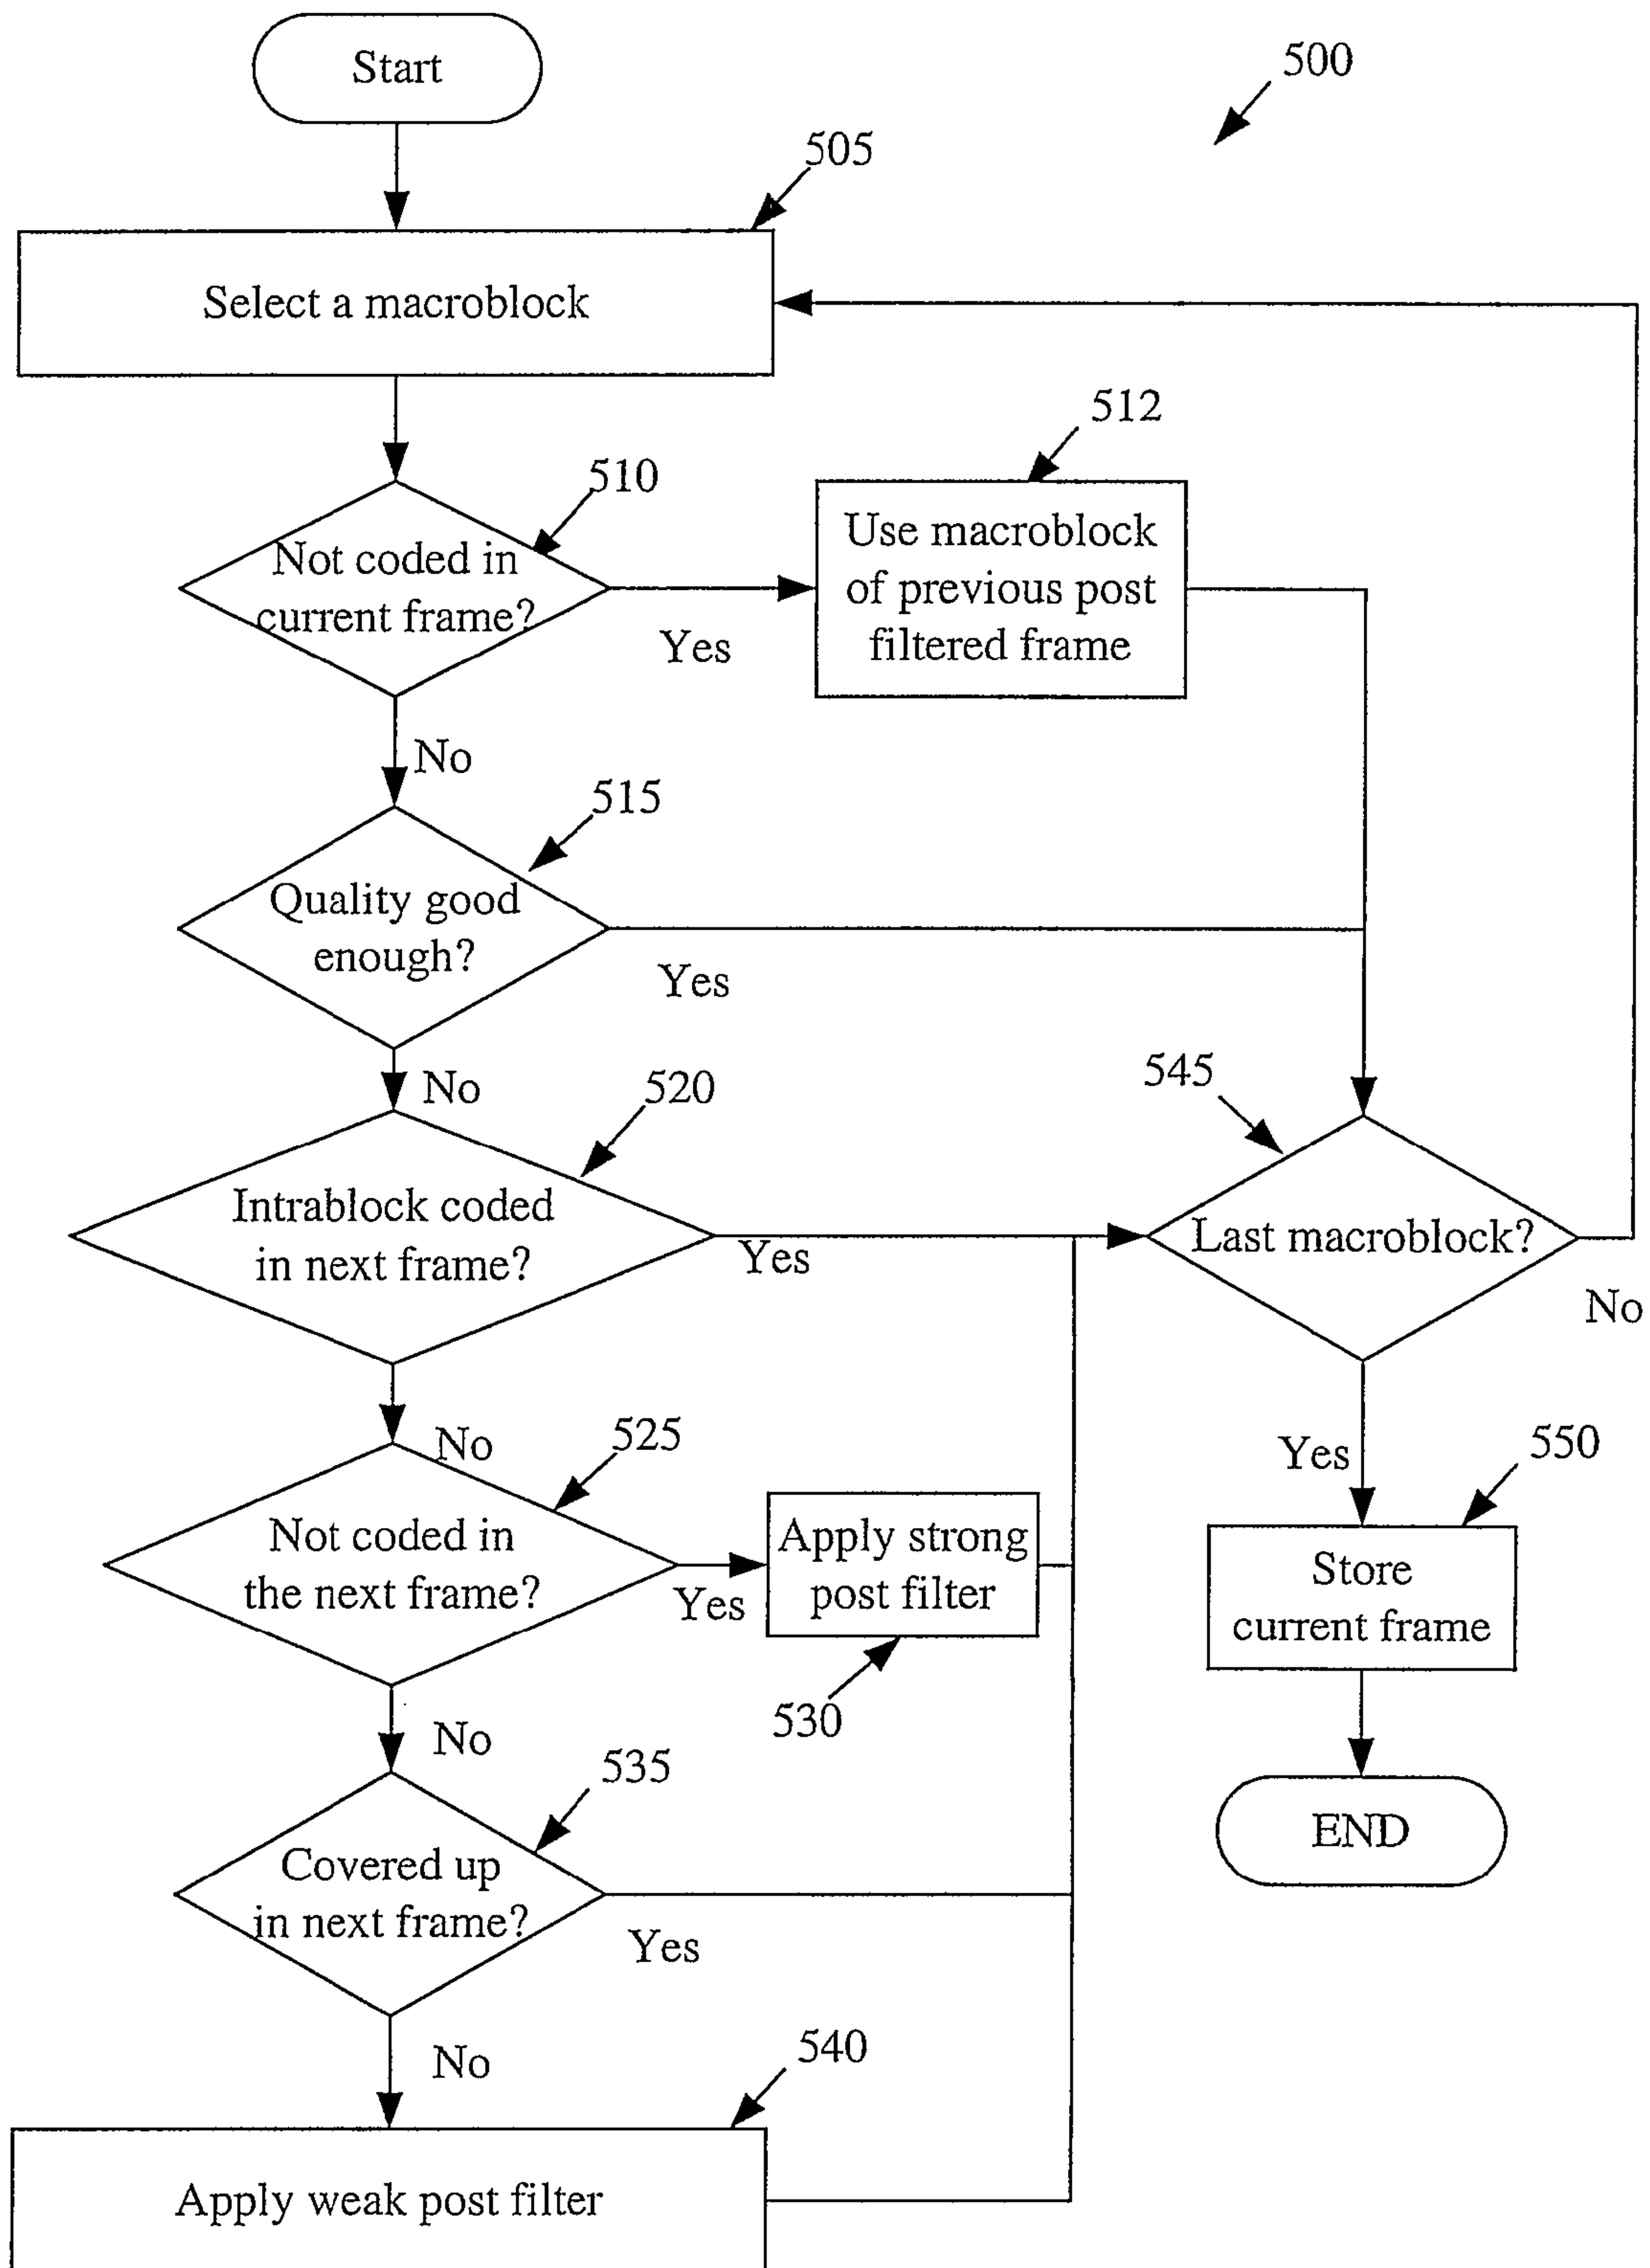 Start
500
505
Select a macroblock
510
Not coded in
current frame?
Yes
512
Use macroblock
of previous post
filtered frame
No
515
Quality good
enough?
Yes
No
520
Intrablock coded
in next frame?
Yes
545
Last macroblock?
No
No
525
Not coded in
the next frame?
Yes
Apply strong
post filter
530
Yes
550
Store
current frame
No
535
Covered up
in next frame?
Yes
END
No
540
Apply weak post filter